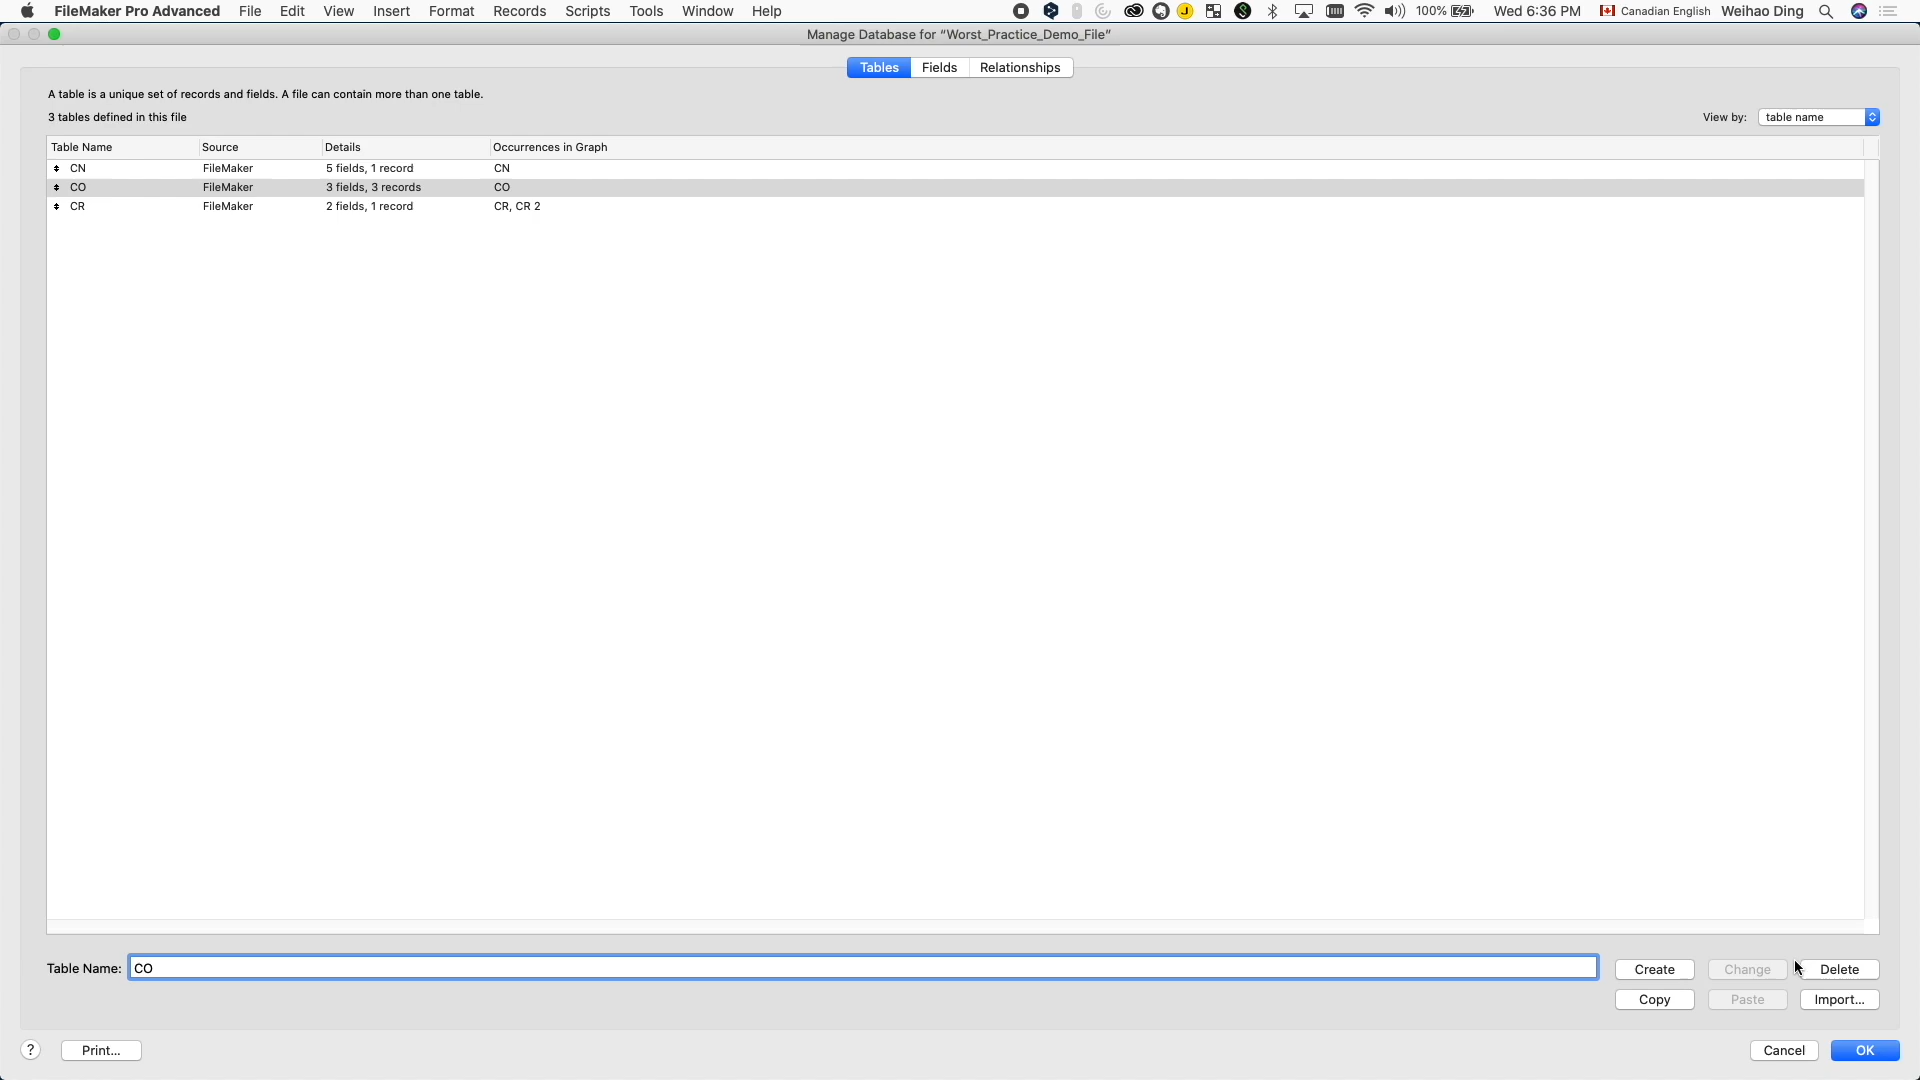 FileMaker Pro Advanced File Edit View Insert Format Records Scripts Tools Window Help 100% Wed 6:36 PM Canadian English Weihao Ding
Manage Database for “Worst_Practice_Demo_File”
Tables Fields Relationships
A table is a unique set of records and fields. A file can contain more than one table.
3 tables defined in this file
View by: table name
Table Name Source Details Occurrences in Graph
CN FileMaker 5 fields, 1 record CN
CO FileMaker 3 fields, 3 records CO
CR FileMaker 2 fields, 1 record CR, CR 2
Table Name: CO
Create Change Delete
Copy Paste Import...
? Print... Cancel OK